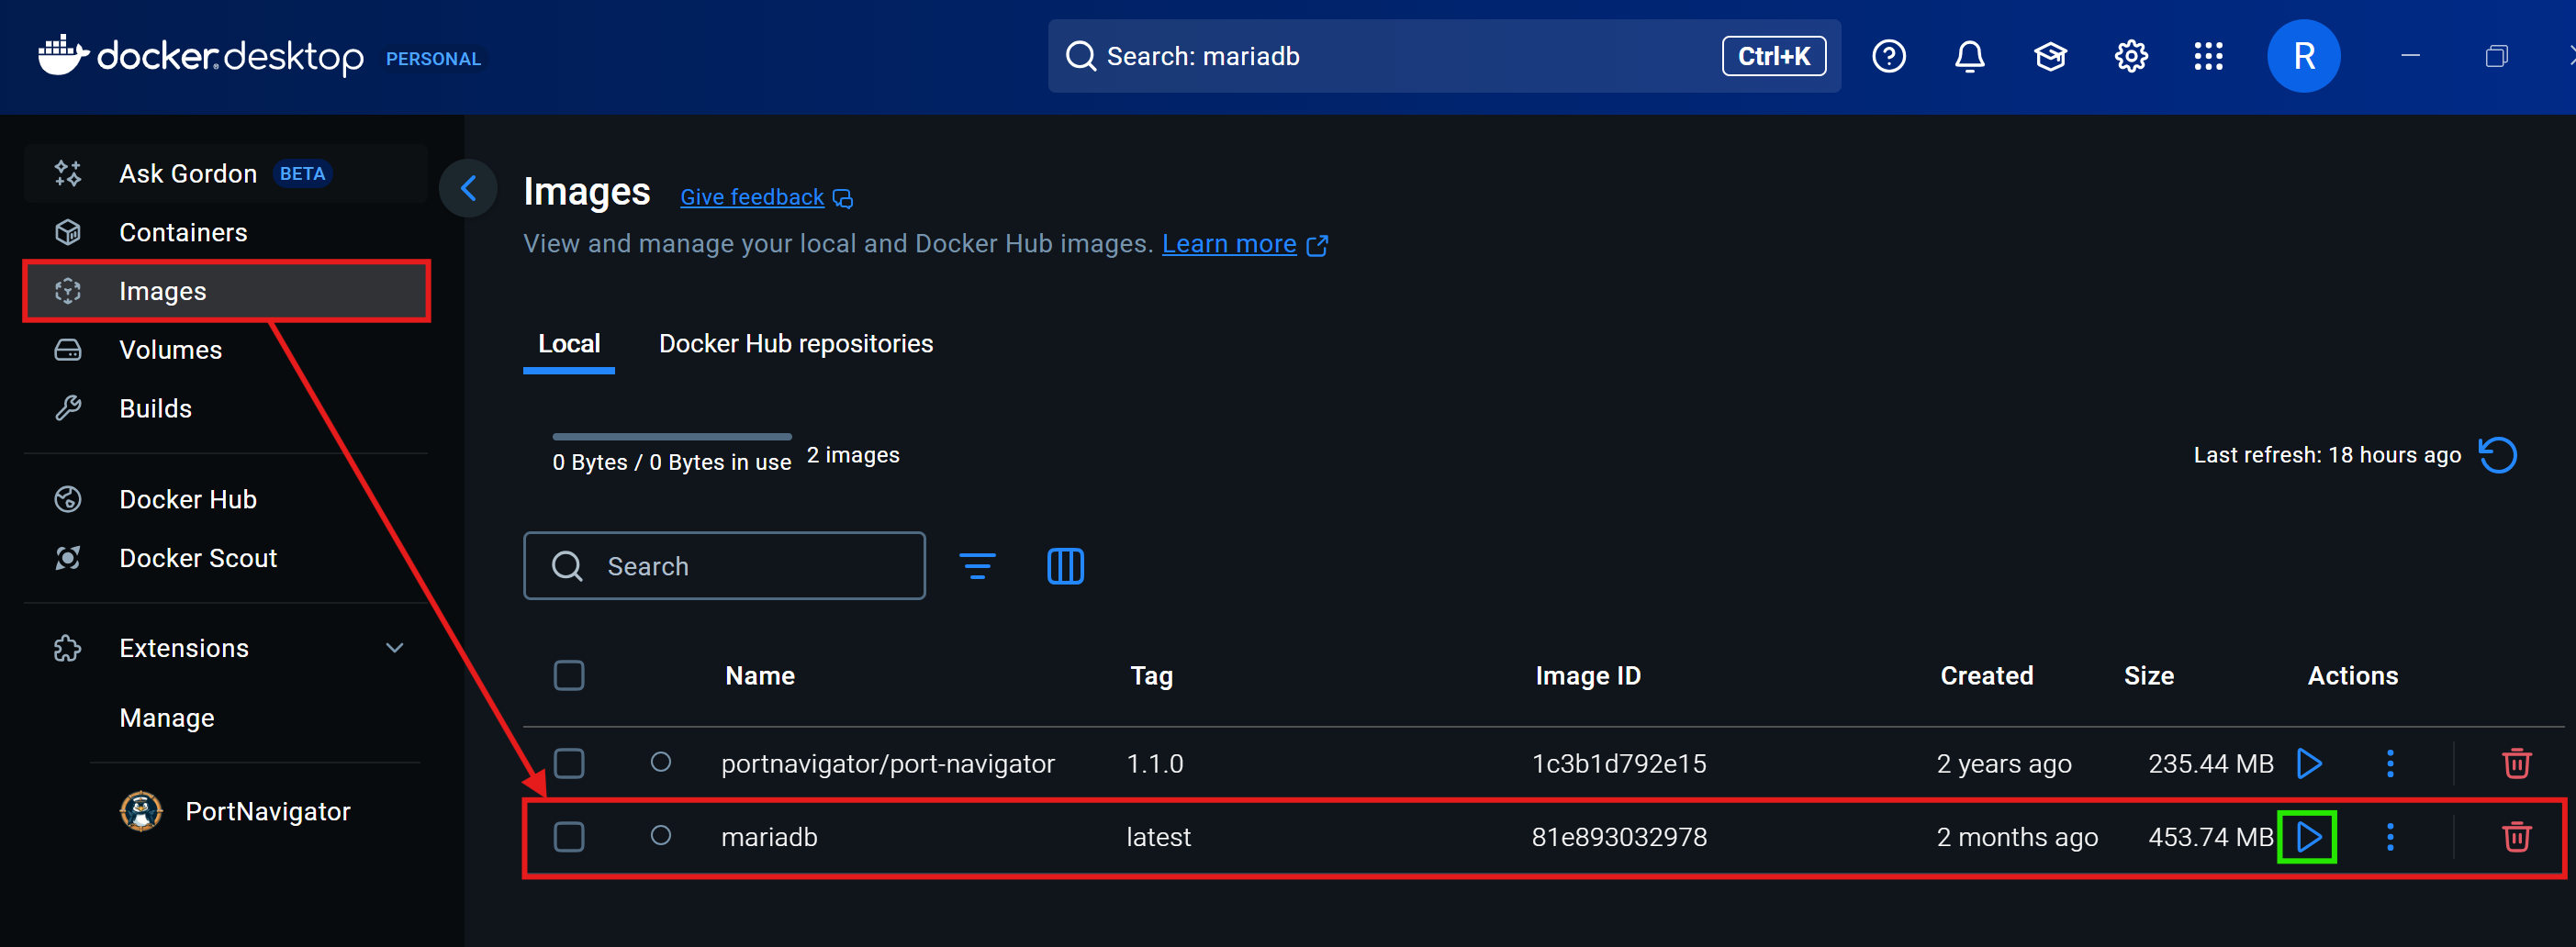 docker.desktop PERSONAL
Search: mariadb
Ctrl+K
R
Ask Gordon BETA
Containers
Images
Volumes
Builds
Docker Hub
Docker Scout
Extensions
Manage
PortNavigator
Images Give feedback
View and manage your local and Docker Hub images. Learn more
Local Docker Hub repositories
0 Bytes / 0 Bytes in use 2 images
Last refresh: 18 hours ago
Search
Name Tag Image ID Created Size Actions
portnavigator/port-navigator 1.1.0 1c3b1d792e15 2 years ago 235.44 MB
mariadb latest 81e893032978 2 months ago 453.74 MB